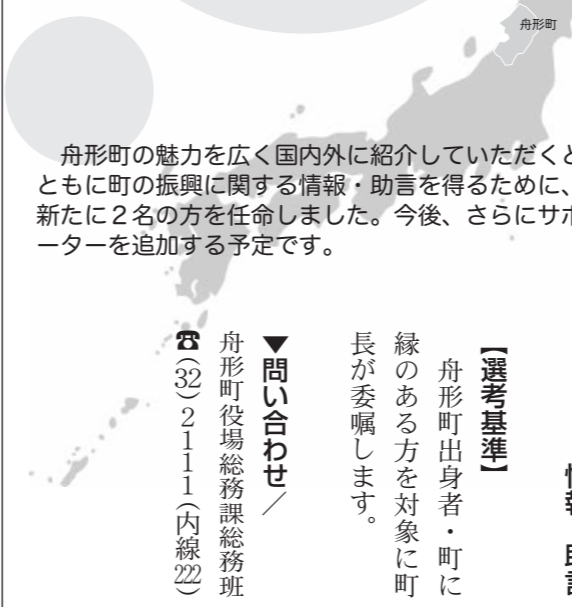 舟形町
舟形町の魅力を広く国内外に紹介していただくと
ともに町の振興に関する情報・助言を得るために、
新たに２名の方を任命しました。今後、さらにサポ
ーターを追加する予定です。
【選考基準】
舟形町出身者・町に
縁のある方を対象に町
長が委嘱します。
▼問い合わせ／
舟形町役場総務課総務班
☎(32)２１１１(内線222)